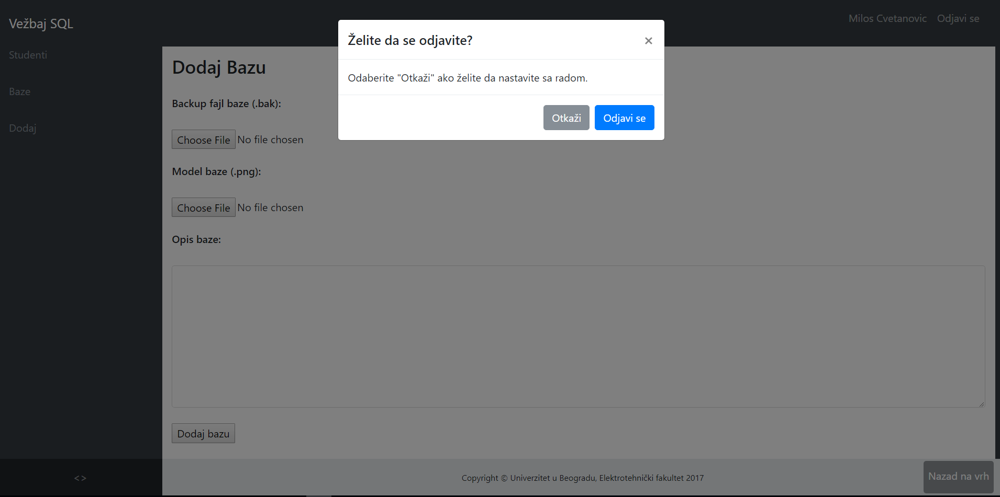 Vežbaj SQL
Milos Cvetanovic Odjavi se
Studenti
Baze
Dodaj
Želite da se odjavite?
×
Odaberite "Otkaži" ako želite da nastavite sa radom.
Otkaži Odjavi se
Dodaj Bazu
Backup fajl baze (.bak):
Choose File No file chosen
Model baze (.png):
Choose File No file chosen
Opis baze:
Dodaj bazu
<>
Copyright © Univerzitet u Beogradu, Elektrotehnički fakultet 2017
Nazad na vrh